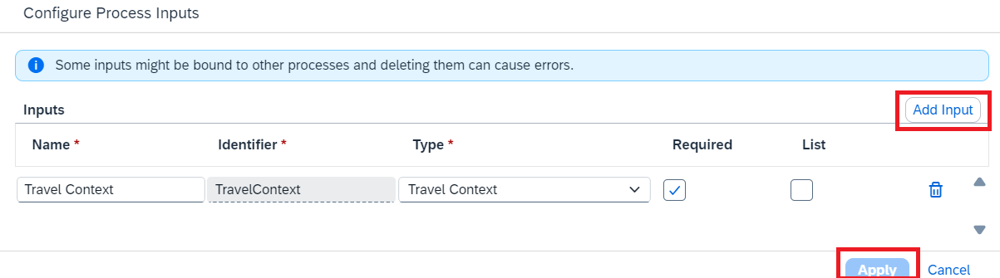 Configure Process Inputs
Some inputs might be bound to other processes and deleting them can cause errors.
Inputs Add Input
Name * Identifier * Type * Required List
Travel Context TravelContext Travel Context
Apply Cancel